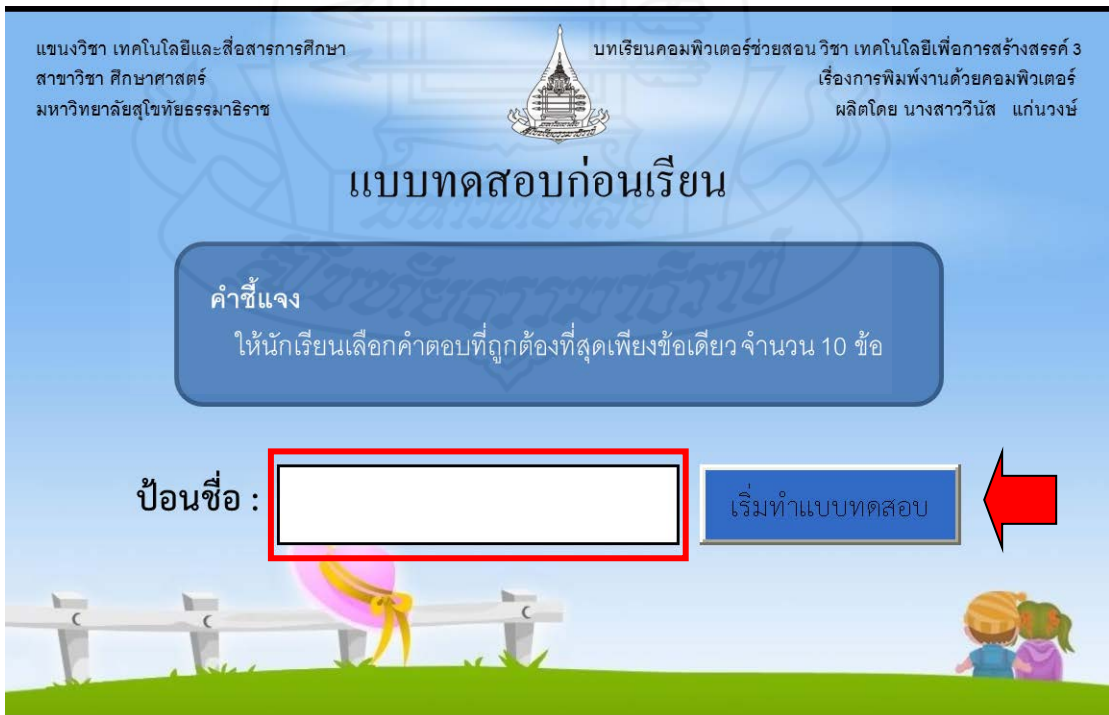 แขนงวิชา เทคโนโลยีและสื่อสารการศึกษา
สาขาวิชา ศึกษาศาสตร์
มหาวิทยาลัยสุโขทัยธรรมาธิราช
บทเรียนคอมพิวเตอร์ช่วยสอน วิชา เทคโนโลยีเพื่อการสร้างสรรค์ 3
เรื่องการพิมพ์งานด้วยคอมพิวเตอร์
ผลิตโดย นางสาววีนัส แก่นวงษ์
แบบทดสอบก่อนเรียน
คำชี้แจง
ให้นักเรียนเลือกคำตอบที่ถูกต้องที่สุดเพียงข้อเดียว จำนวน 10 ข้อ
ป้อนชื่อ :
เริ่มทำแบบทดสอบ